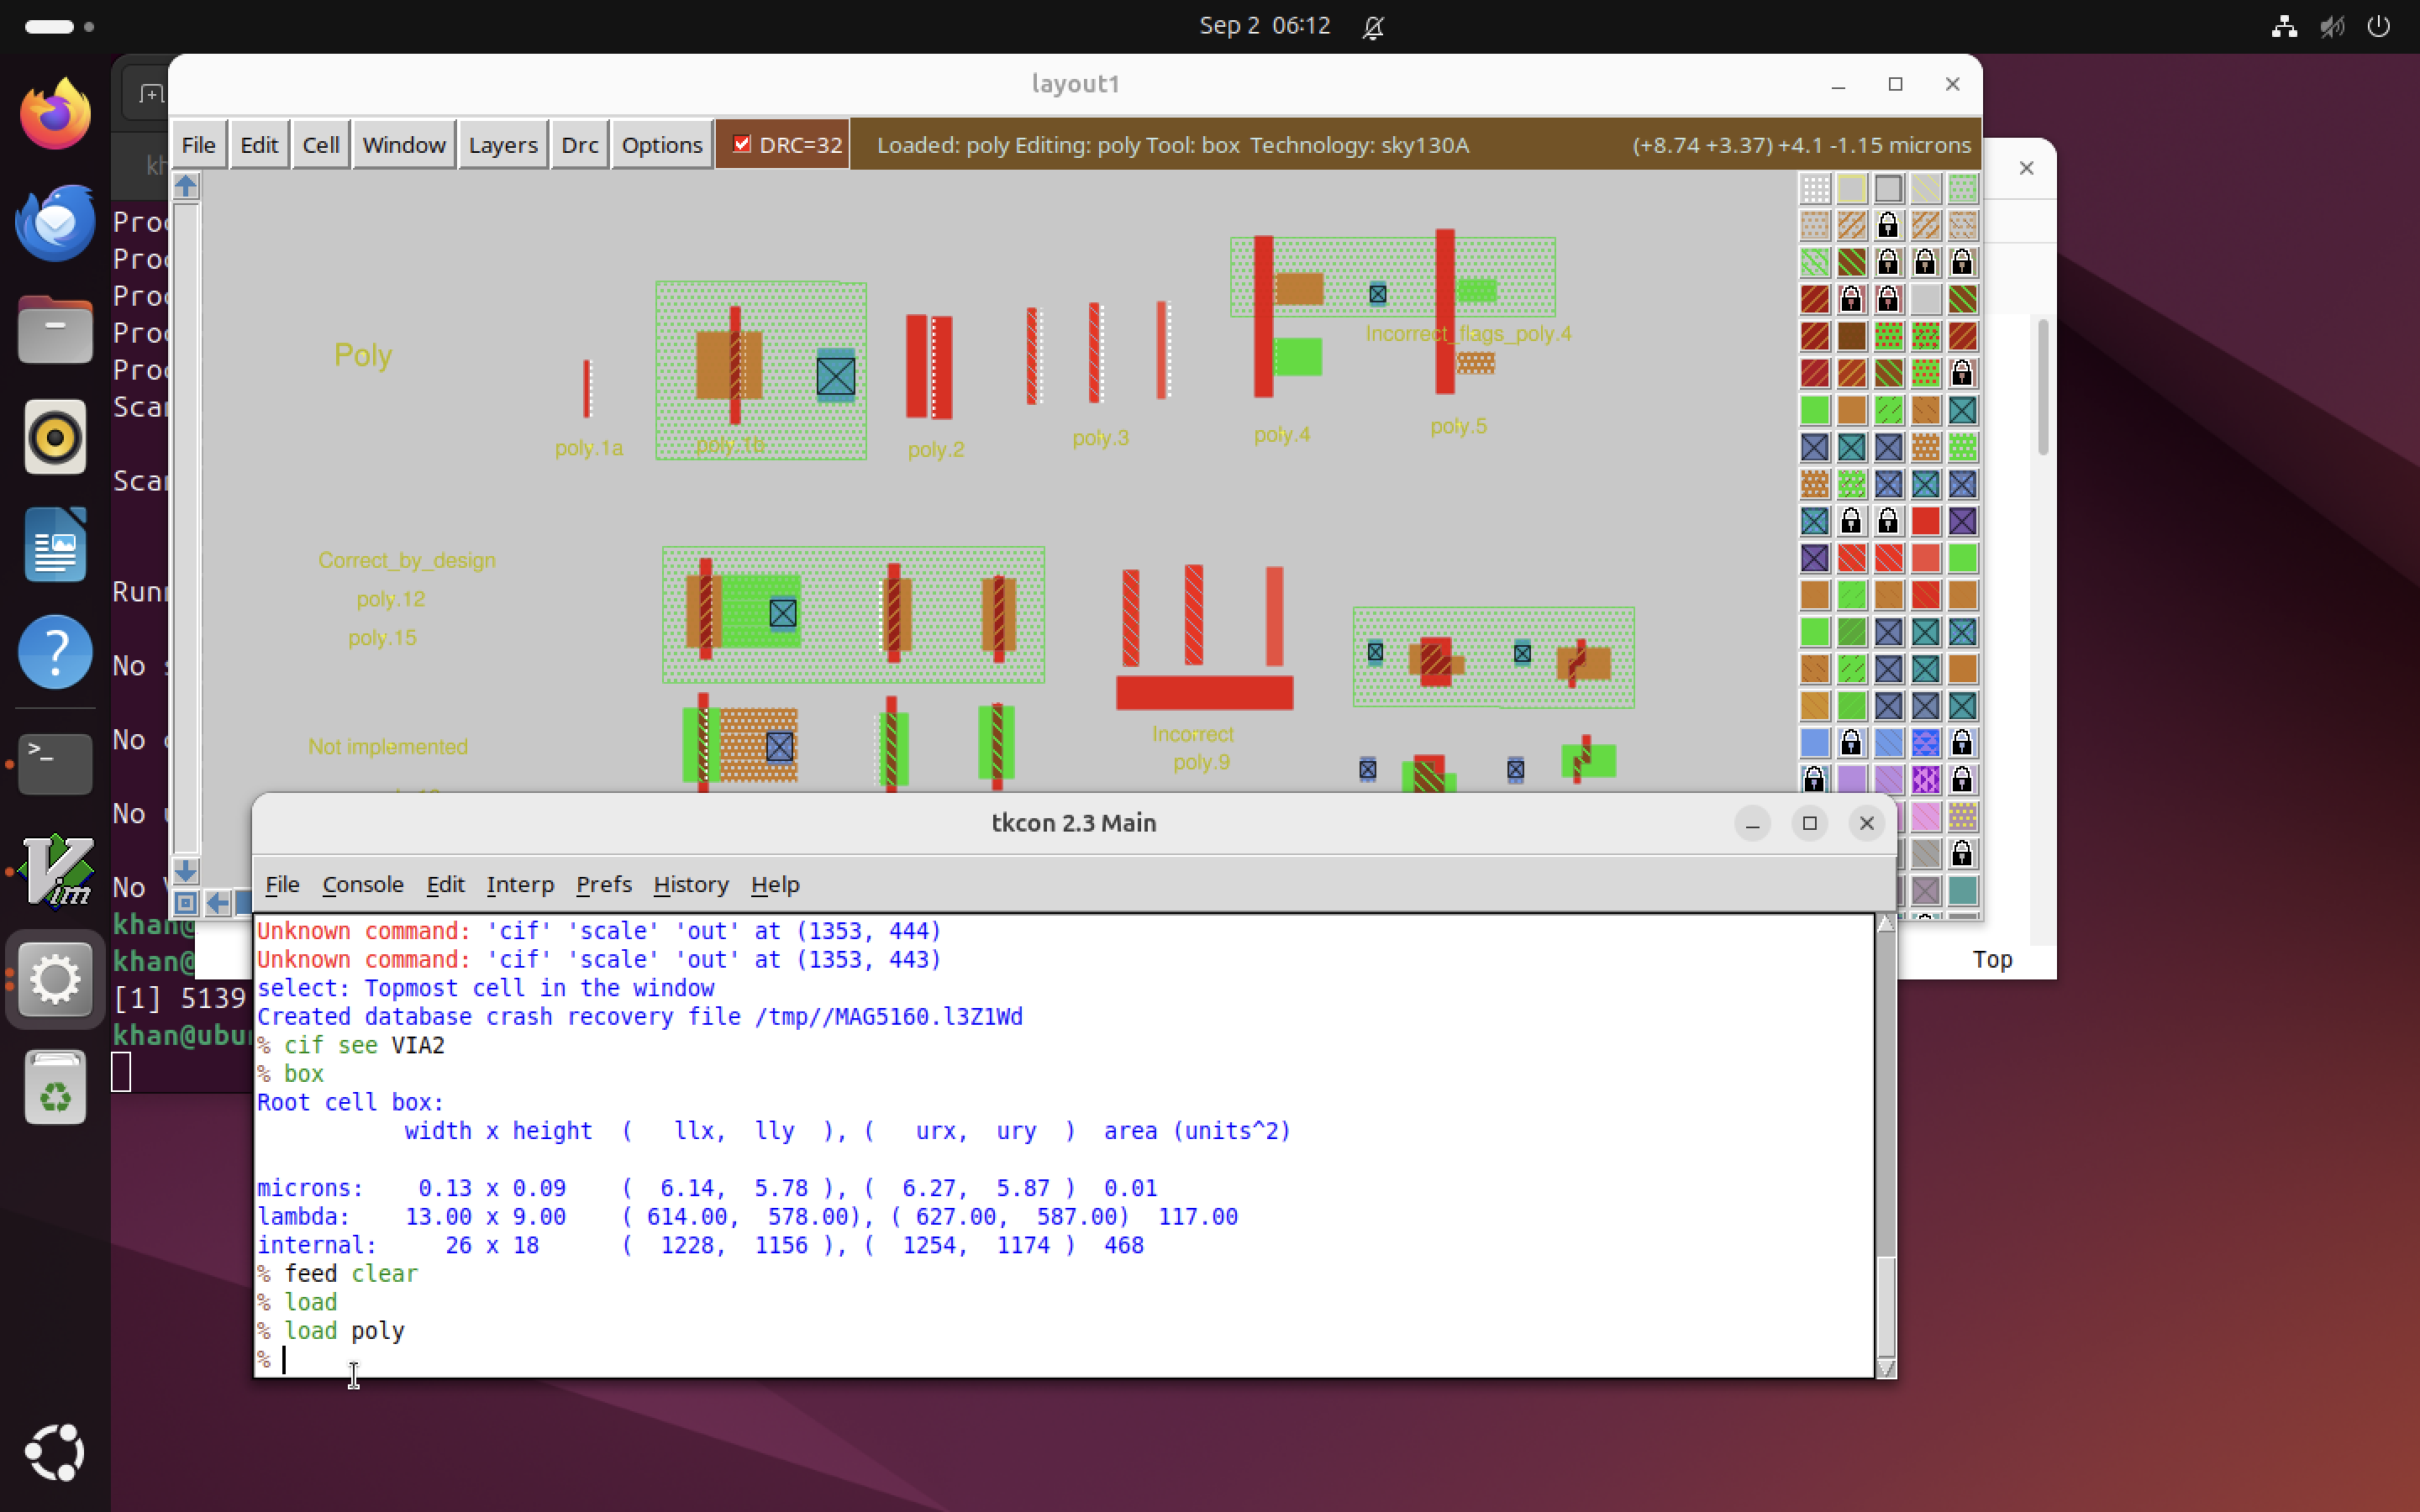 Sep 2 06:12
layout1
File Edit Cell Window Layers Drc Options DRC=32 Loaded: poly Editing: poly Tool: box Technology: sky130A (+8.74 +3.37) +4.1 -1.15 microns
Poly
Incorrect_flags_poly.4
poly.1a
poly.1b
poly.2
poly.3
poly.4
poly.5
Correct_by_design
poly.12
poly.15
Not implemented
Incorrect
poly.9
No
No
No
No
khan@
khan@
[1] 5139
khan@ubu
Top
tkcon 2.3 Main
File Console Edit Interp Prefs History Help
Unknown command: 'cif' 'scale' 'out' at (1353, 444)
Unknown command: 'cif' 'scale' 'out' at (1353, 443)
select: Topmost cell in the window
Created database crash recovery file /tmp//MAG5160.l3Z1Wd
% cif see VIA2
% box
Root cell box:
width x height ( llx, lly ), ( urx, ury ) area (units^2)
microns: 0.13 x 0.09 ( 6.14, 5.78 ), ( 6.27, 5.87 ) 0.01
lambda: 13.00 x 9.00 ( 614.00, 578.00), ( 627.00, 587.00) 117.00
internal: 26 x 18 ( 1228, 1156 ), ( 1254, 1174 ) 468
% feed clear
% load
% load poly
%